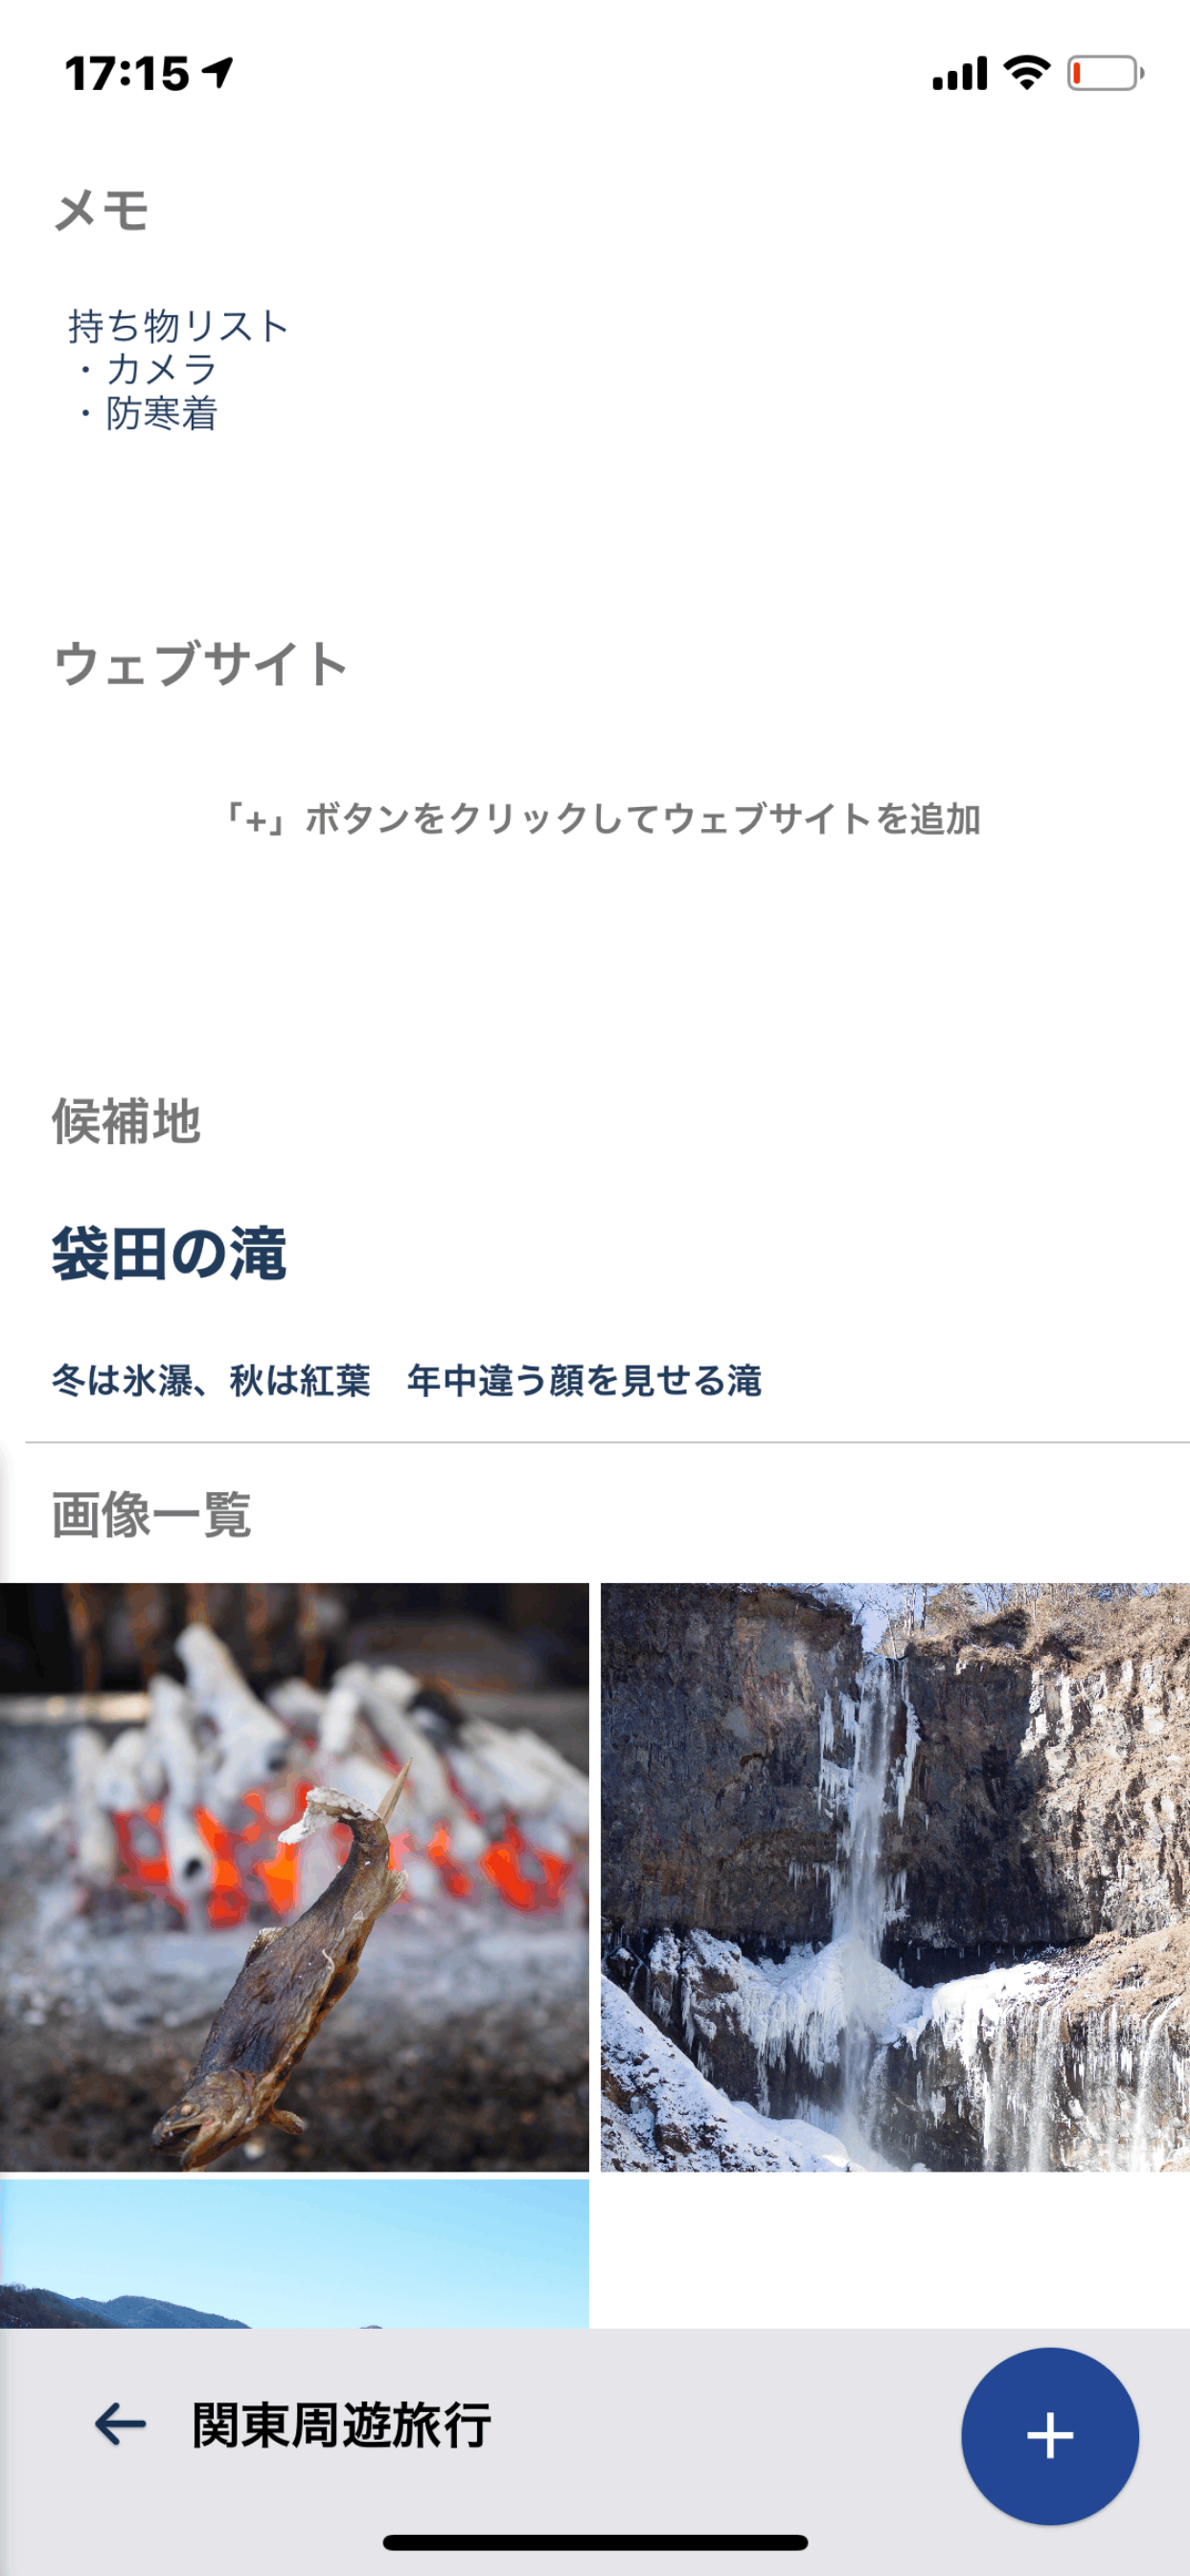 17:15
メモ
持ち物リスト
・カメラ
・防寒着
ウェブサイト
「+」ボタンをクリックしてウェブサイトを追加
候補地
袋田の滝
冬は氷瀑、秋は紅葉　年中違う顔を見せる滝
画像一覧
関東周遊旅行